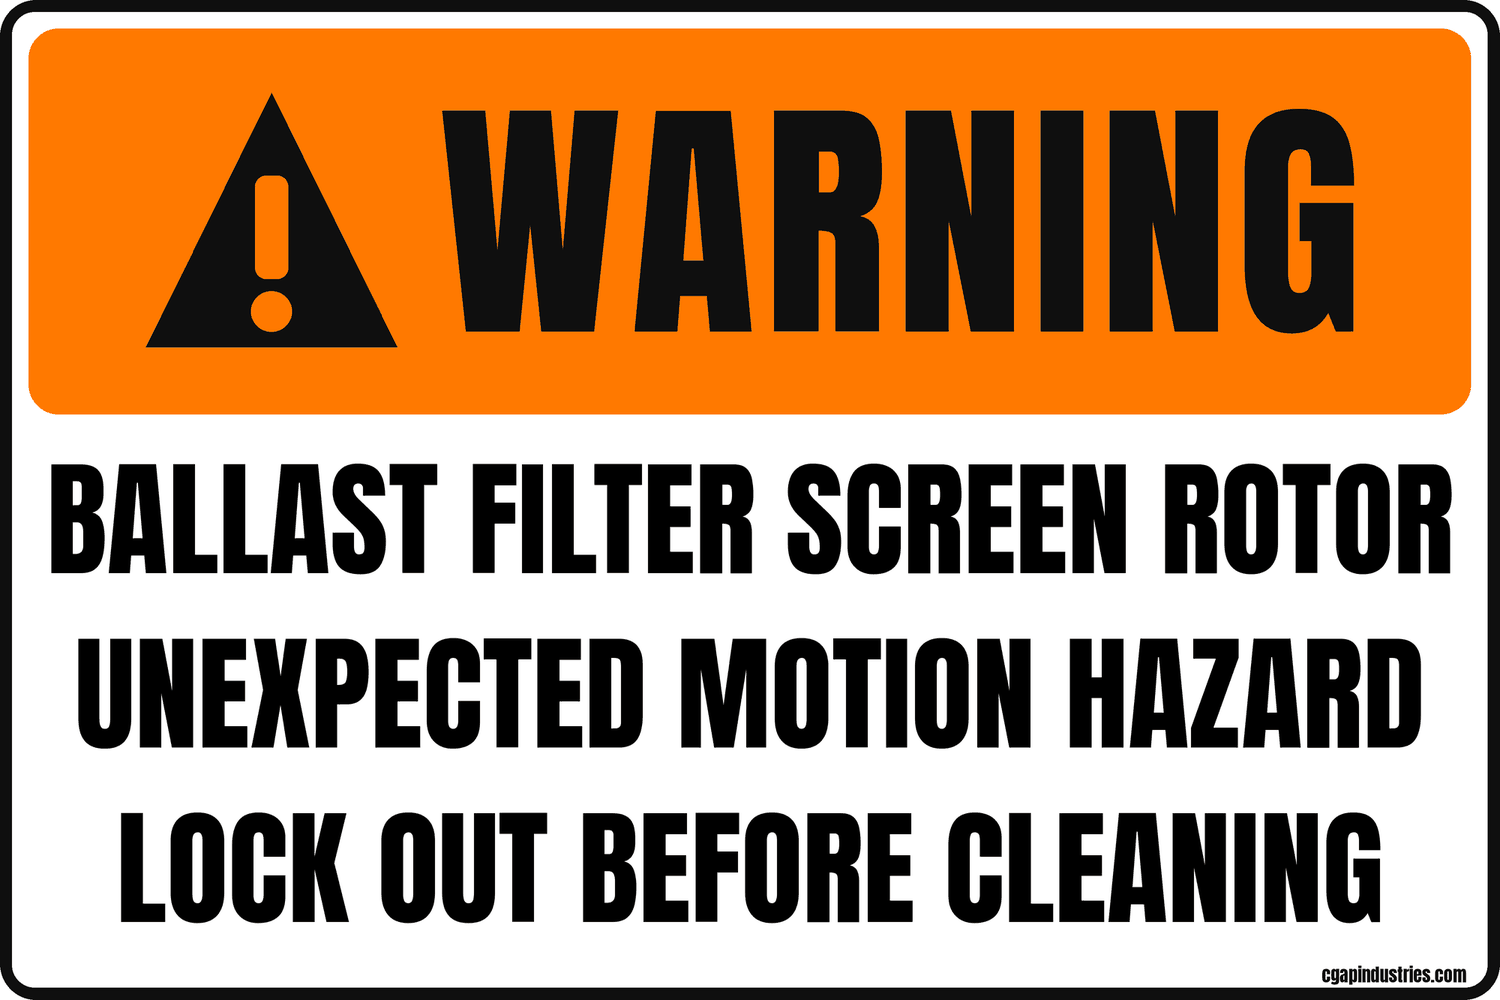 WARNING
BALLAST FILTER SCREEN ROTOR
UNEXPECTED MOTION HAZARD
LOCK OUT BEFORE CLEANING
cgapindustries.com